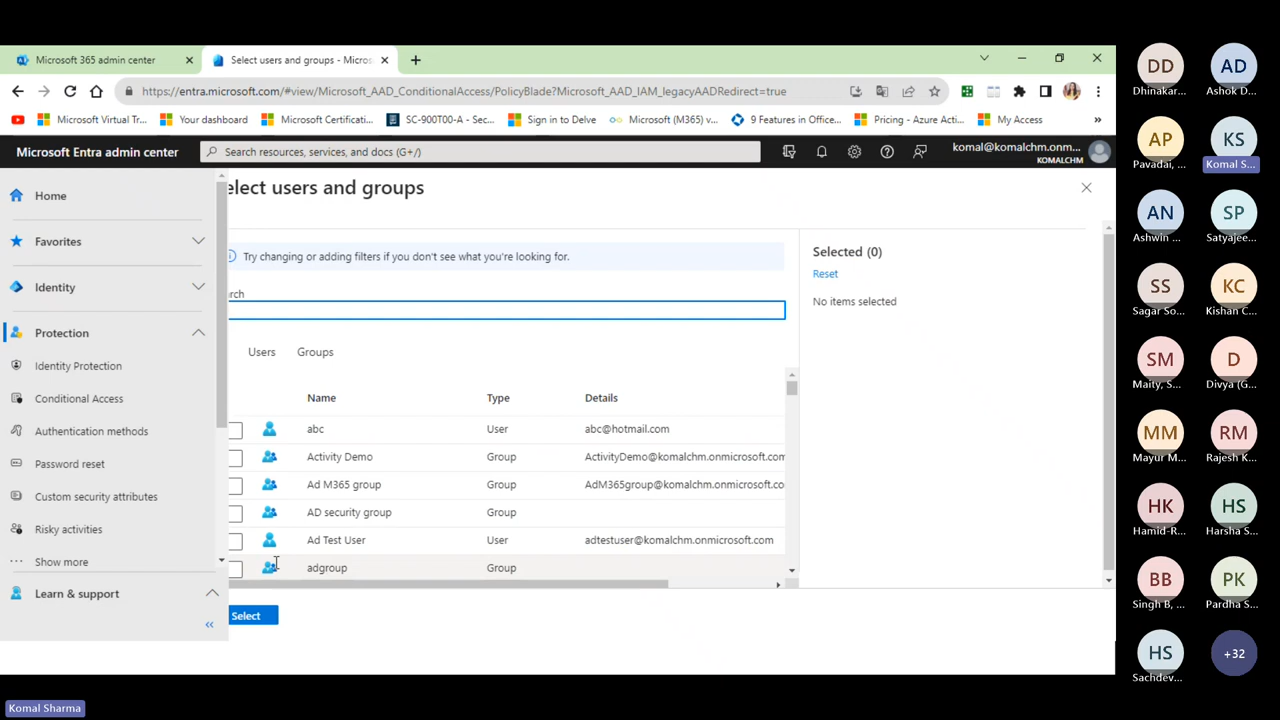 Microsoft 365 admin center
Select users and groups - Micros
https://entra.microsoft.com/#view/Microsoft_AAD_ConditionalAccess/PolicyBlade?Microsoft_AAD_IAM_legacyAADRedirect=true
Microsoft Virtual Tr... Your dashboard Microsoft Certificati... SC-900T00-A - Sec... Sign in to Delve Microsoft (M365) v... 9 Features in Office... Pricing - Azure Acti... My Access »
Microsoft Entra admin center
Search resources, services, and docs (G+/)
komal@komalchm.onm...
KOMALCHM
Home
Favorites
Identity
Protection
Identity Protection
Conditional Access
Authentication methods
Password reset
Custom security attributes
Risky activities
Show more
Learn & support
«
elect users and groups
Try changing or adding filters if you don't see what you're looking for.
rch
Users Groups
Name Type Details
abc User abc@hotmail.com
Activity Demo Group ActivityDemo@komalchm.onmicrosoft.com
Ad M365 group Group AdM365group@komalchm.onmicrosoft.co
AD security group Group
Ad Test User User adtestuser@komalchm.onmicrosoft.com
adgroup Group
Select
Selected (0)
Reset
No items selected
DD AD
Dhinakar... Ashok D...
AP KS
Pavadai, ... Komal S...
AN SP
Ashwin ... Satyajee...
SS KC
Sagar So... Kishan C...
SM D
Maity, S... Divya (G...
MM RM
Mayur M... Rajesh K...
HK HS
Hamid-R... Harsha S...
BB PK
Singh B, ... Pardha S...
HS +32
Sachdev...
Komal Sharma